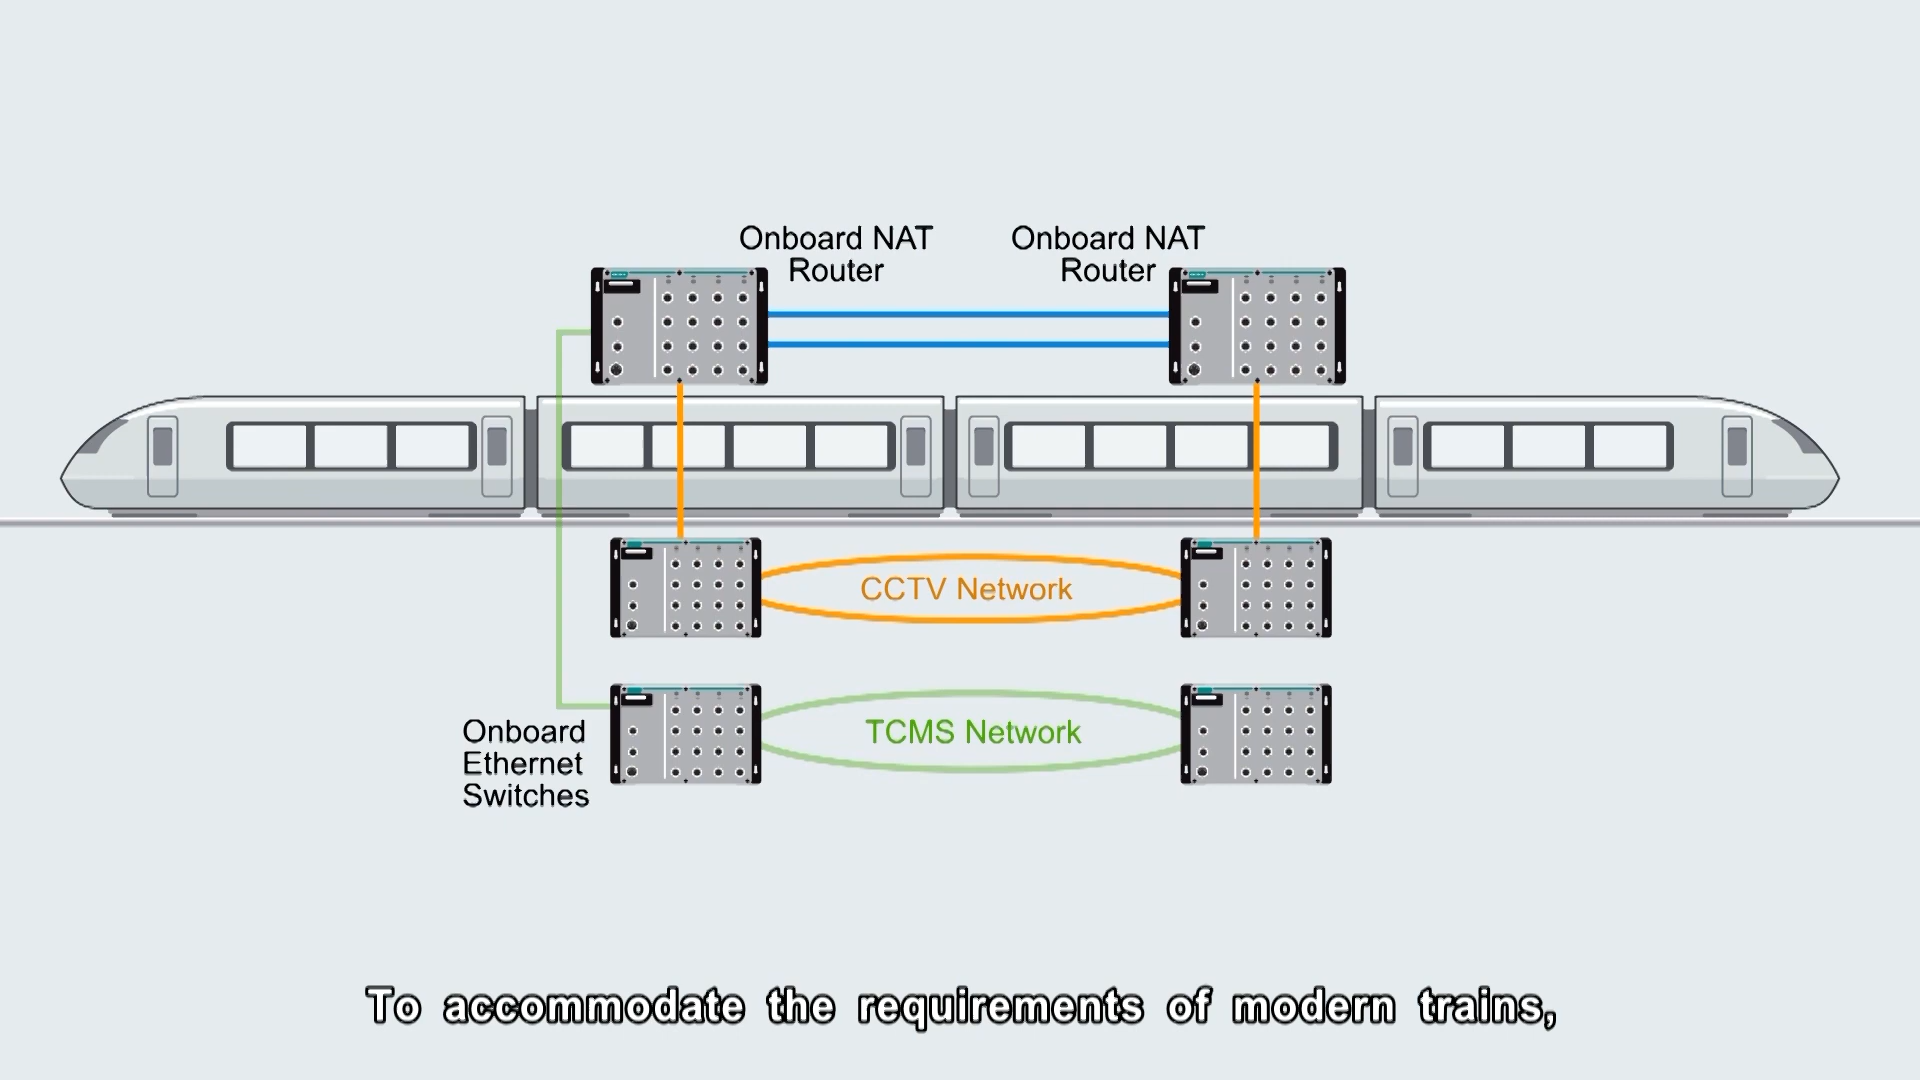 Onboard NAT
Router
Onboard NAT
Router
CCTV Network
TCMS Network
Onboard
Ethernet
Switches
To accommodate the requirements of modern trains,